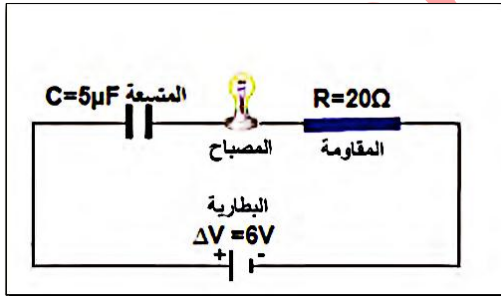 المتسعة C=5µF
R=20Ω
المصباح
المقاومة
البطارية
ΔV =6V
+ -